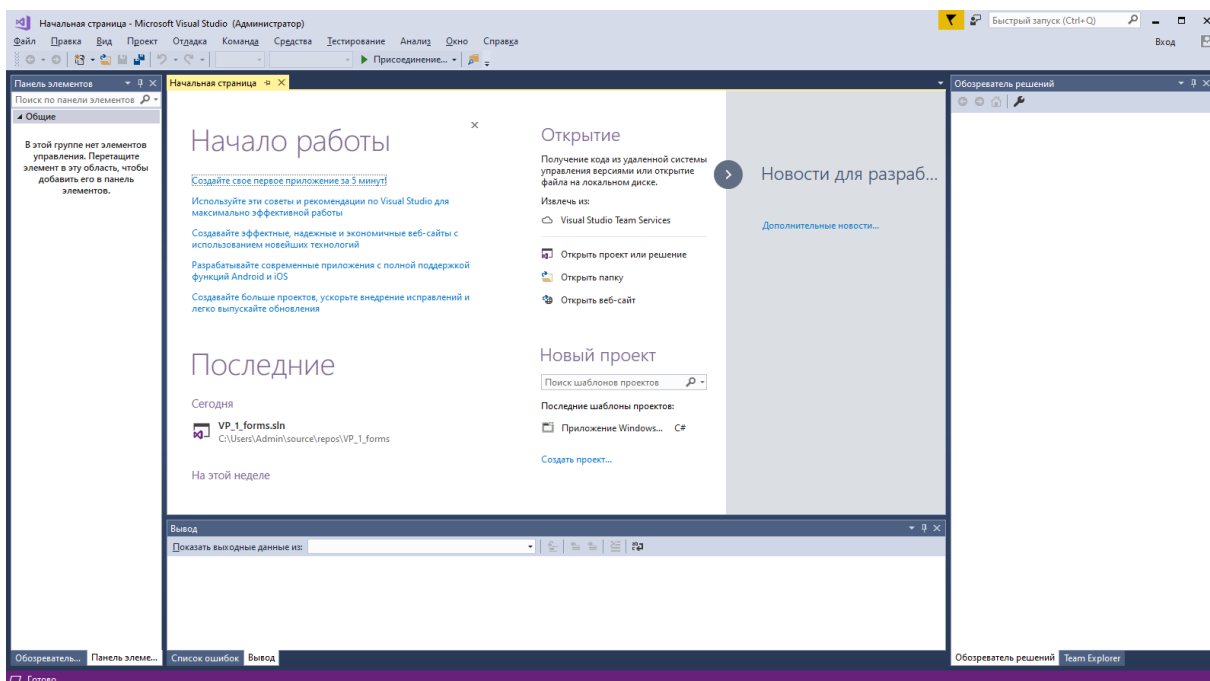 Начальная страница - Microsoft Visual Studio (Администратор)
Быстрый запуск (Ctrl+Q)
Файл Правка Вид Проект Отладка Команда Средства Тестирование Анализ Окно Справка
Вход
Присоединение...
Панель элементов
Поиск по панели элементов
Общие
В этой группе нет элементов
управления. Перетащите
элемент в эту область, чтобы
добавить его в панель
элементов.
Обозреватель... Панель элеме...
Начальная страница
Начало работы
Создайте свое первое приложение за 5 минут!
Используйте эти советы и рекомендации по Visual Studio для
максимально эффективной работы
Создавайте эффектные, надежные и экономичные веб-сайты с
использованием новейших технологий
Разрабатывайте современные приложения с полной поддержкой
функций Android и iOS
Создавайте больше проектов, ускорьте внедрение исправлений и
легко выпускайте обновления
Последние
Сегодня
VP_1_forms.sln
C:\Users\Admin\source\repos\VP_1_forms
На этой неделе
Открытие
Получение кода из удаленной системы
управления версиями или открытие
файла на локальном диске.
Извлечь из:
Visual Studio Team Services
Открыть проект или решение
Открыть папку
Открыть веб-сайт
Новый проект
Поиск шаблонов проектов
Последние шаблоны проектов:
Приложение Windows... C#
Создать проект...
Новости для разраб...
Дополнительные новости...
Вывод
Показать выходные данные из:
Список ошибок Вывод
Обозреватель решений
Обозреватель решений Team Explorer
Готово